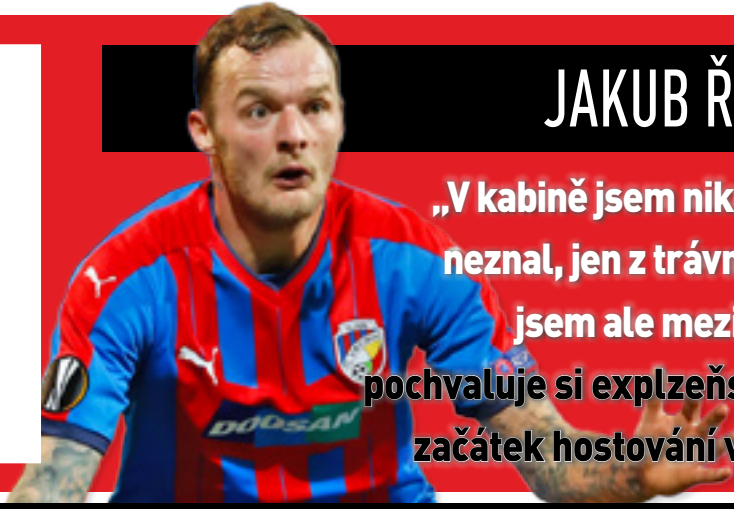 JAKUB Ř
„V kabině jsem nik
neznal, jen z trávn
jsem ale mezi
pochvaluje si explzeňs
začátek hostování v
DOOSAN